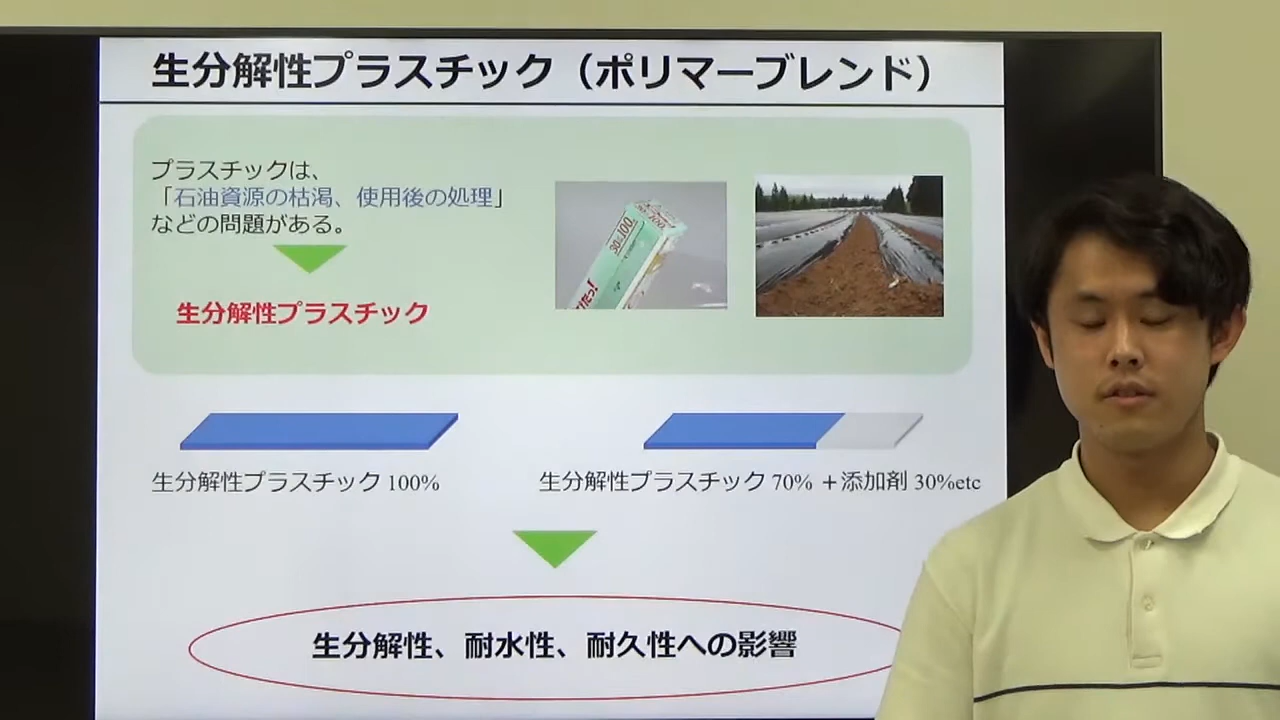 生分解性プラスチック（ポリマーブレンド）
プラスチックは、
「石油資源の枯渇、使用後の処理」
などの問題がある。
生分解性プラスチック
生分解性プラスチック 100%
生分解性プラスチック 70% ＋添加剤 30%etc
生分解性、耐水性、耐久性への影響